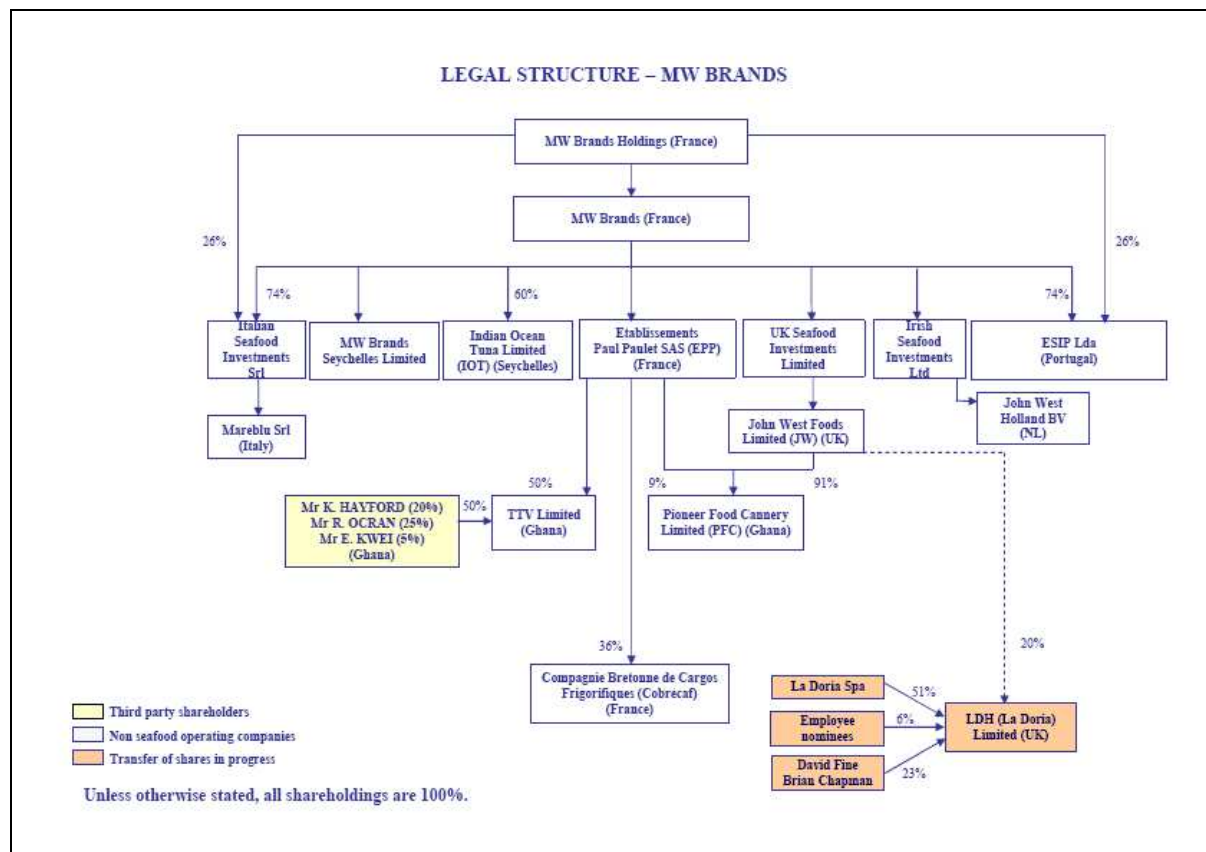 LEGAL STRUCTURE – MW BRANDS
MW Brands Holdings (France)
MW Brands (France)
26%
26%
74%
60%
74%
Italian
Seafood
Investments
Srl
MW Brands
Seychelles Limited
Indian Ocean
Tuna Limited
(IOT) (Seychelles)
Etablissements
Paul Paulet SAS (EPP)
(France)
UK Seafood
Investments
Limited
Irish
Seafood
Investments
Ltd
ESIP Lda
(Portugal)
Mareblu Srl
(Italy)
John West Foods
Limited (JW) (UK)
John West
Holland BV
(NL)
50%
9%
91%
Mr K. HAYFORD (20%)
Mr R. OCRAN (25%)
Mr E. KWEI (5%)
(Ghana)
50%
TTV Limited
(Ghana)
Pioneer Food Cannery
Limited (PFC) (Ghana)
36%
20%
Compagnie Bretonne de Cargos
Frigorifiques (Cobrécaf)
(France)
La Doria Spa
51%
Employee
nominees
6%
LDH (La Doria)
Limited (UK)
David Fine
Brian Chapman
23%
Third party shareholders
Non seafood operating companies
Transfer of shares in progress
Unless otherwise stated, all shareholdings are 100%.